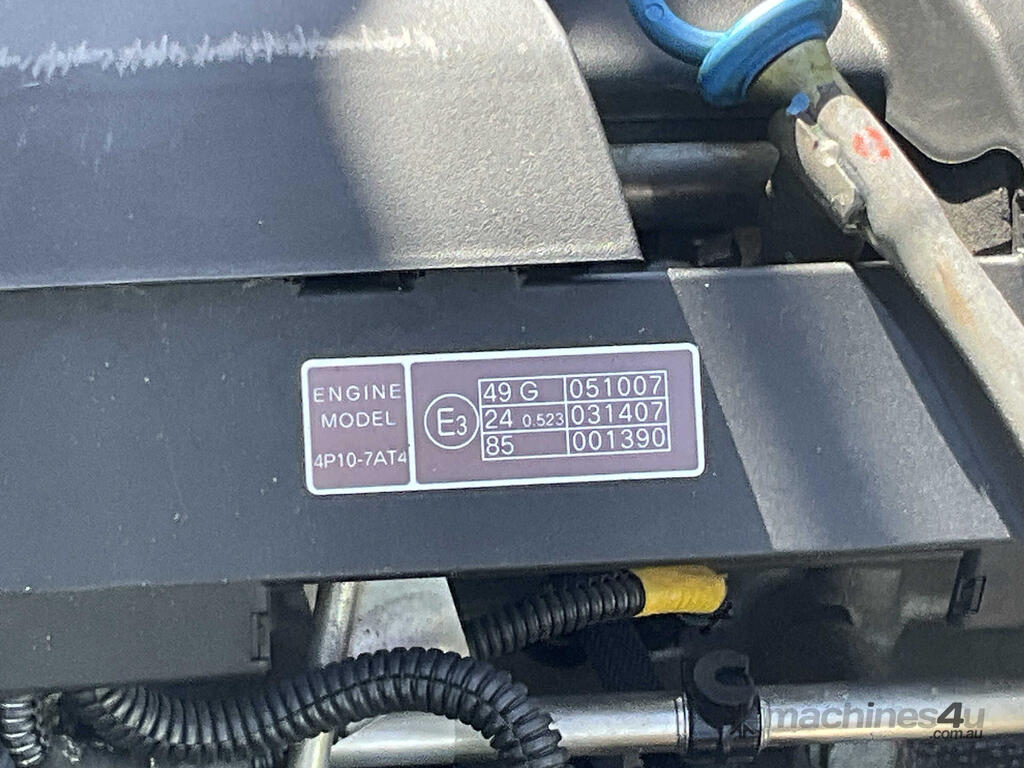 ENGINE
MODEL
4P10-7AT4
E3
49 G 051007
24 0.523 031407
85 001390
machines4u
.com.au